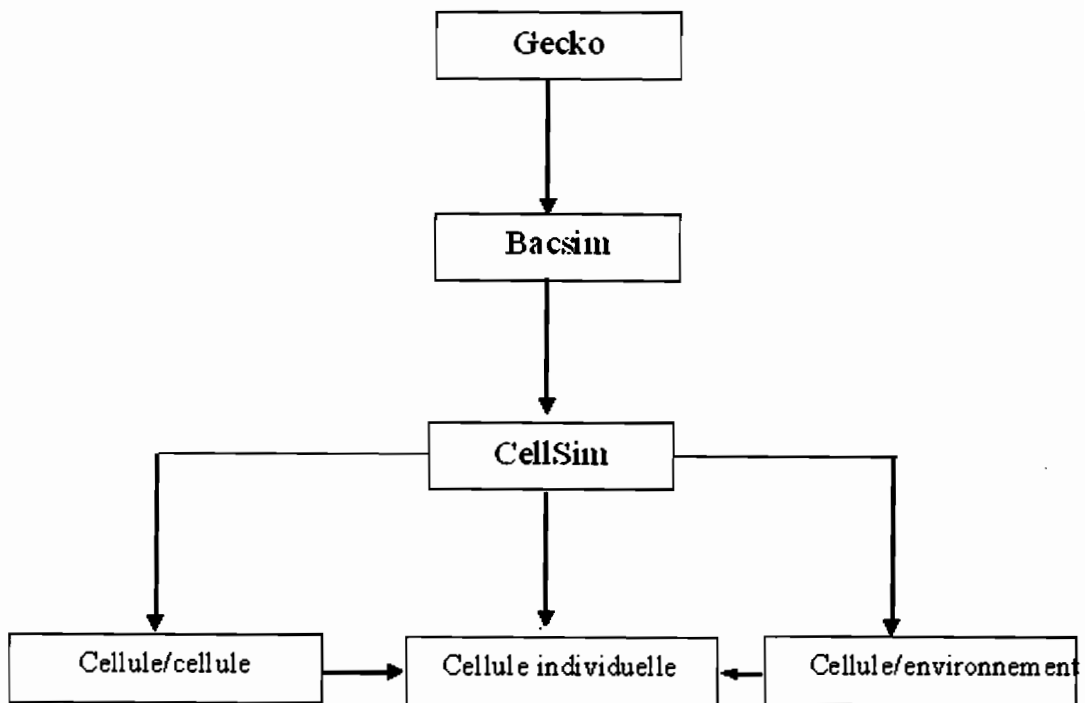 Gecko
Bacsim
CellSim
Cellule/cellule
Cellule individuelle
Cellule/environnement